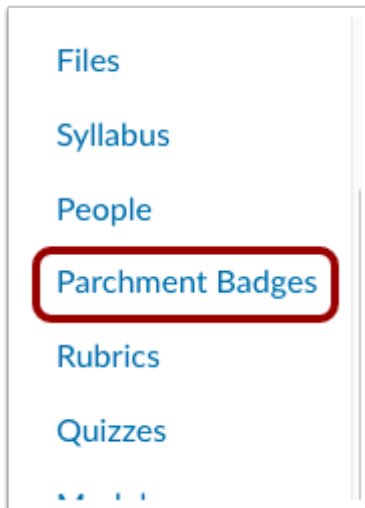 Files
Syllabus
People
Parchment Badges
Rubrics
Quizzes